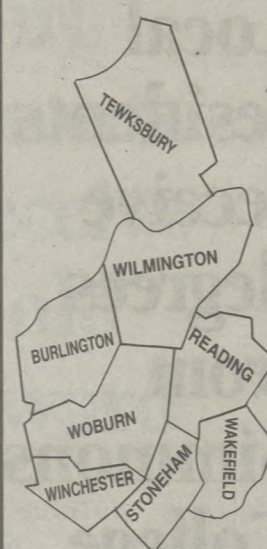 TEWKSBURY
WILMINGTON
BURLINGTON
READING
WOBURN
WAKEFIELD
STONEHAM
WINCHESTER